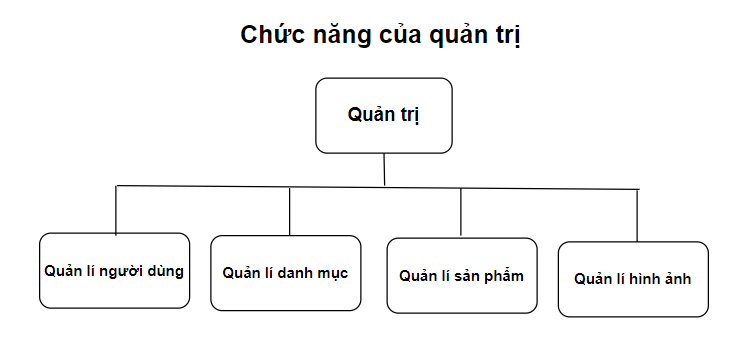 Chức năng của quản trị
Quản trị
Quản lí người dùng
Quản lí danh mục
Quản lí sản phẩm
Quản lí hình ảnh